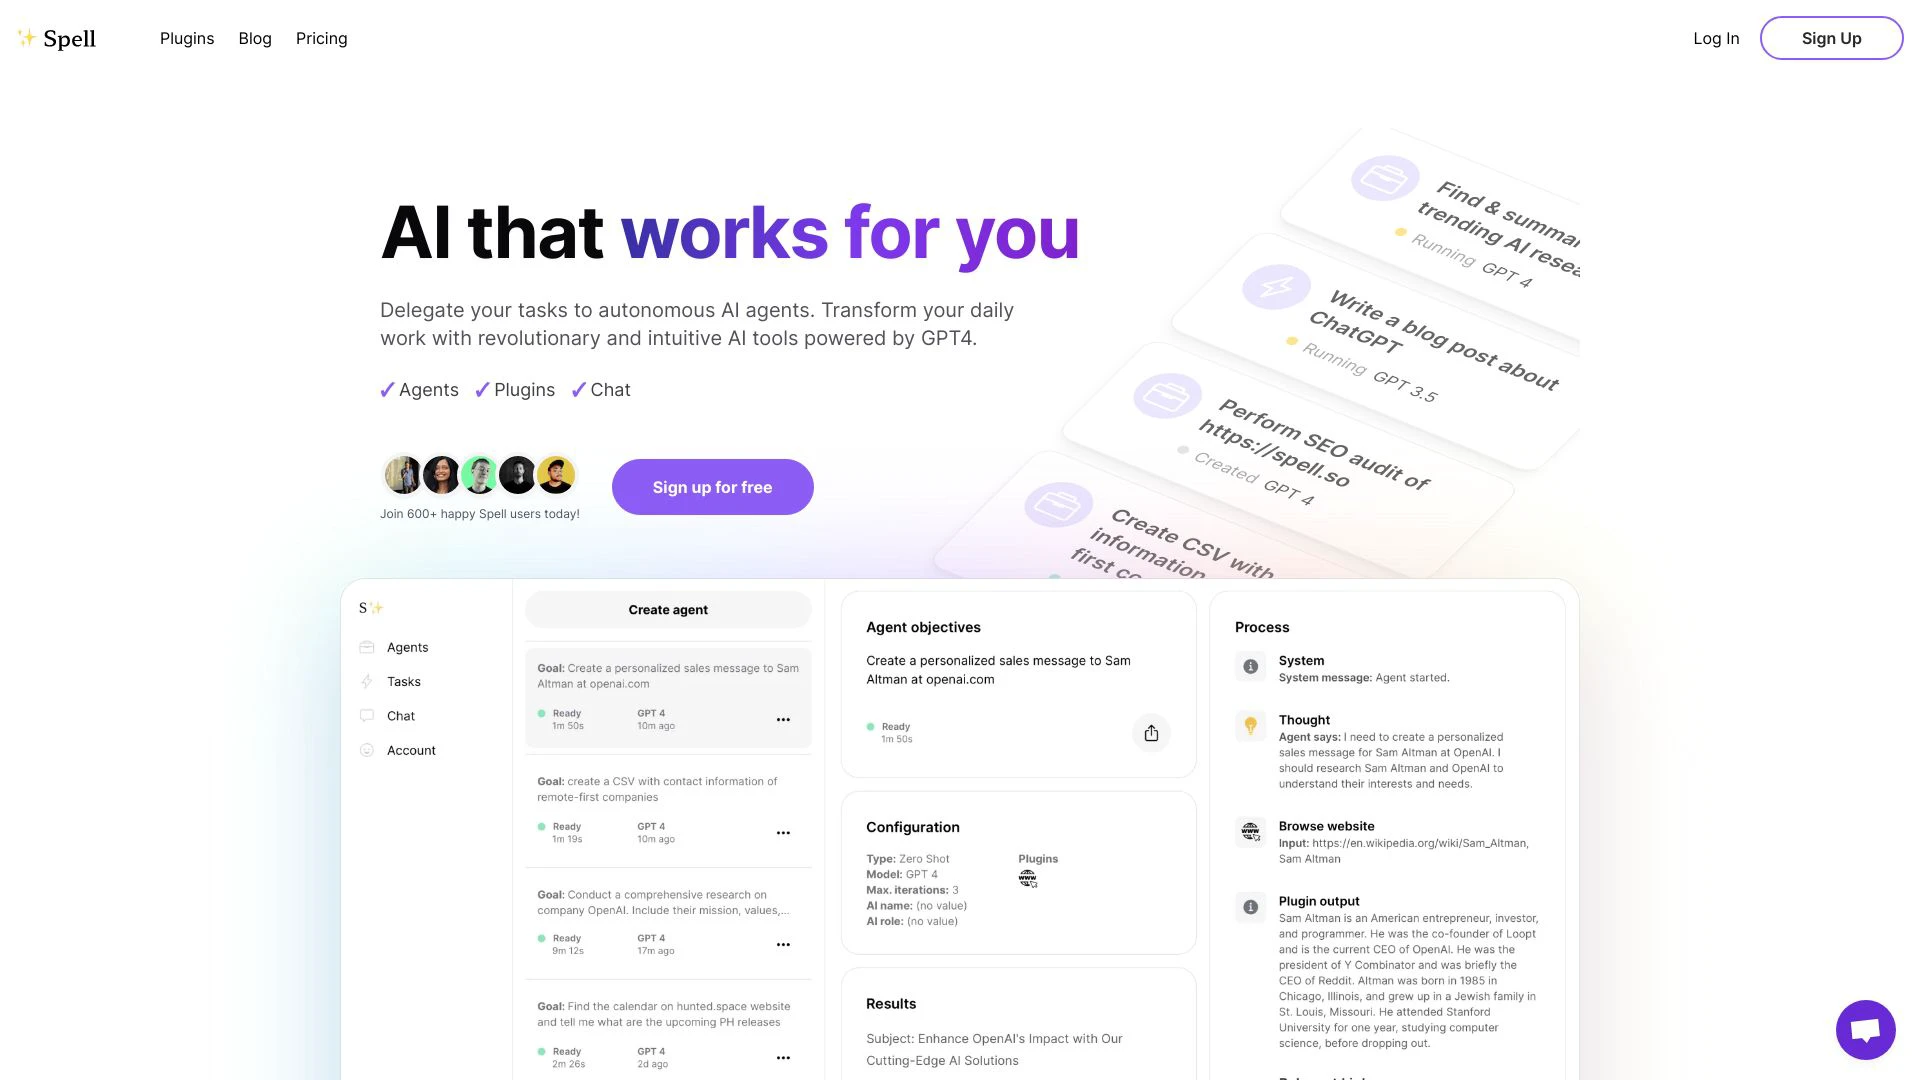 ✨ Spell
Plugins
Blog
Pricing
Log In
Sign Up
AI that works for you
Delegate your tasks to autonomous AI agents. Transform your daily
work with revolutionary and intuitive AI tools powered by GPT4.
✓ Agents ✓ Plugins ✓ Chat
Join 600+ happy Spell users today!
Sign up for free
Find & summar
trending AI resea
Running GPT 4
Write a blog post about
ChatGPT
Running GPT 3.5
Perform SEO audit of
https://spell.so
Created GPT 4
Create CSV with
information
first co
S✨
Agents
Tasks
Chat
Account
Create agent
Goal: Create a personalized sales message to Sam
Altman at openai.com
Ready GPT 4
1m 50s 10m ago
Goal: create a CSV with contact information of
remote-first companies
Ready GPT 4
1m 19s 10m ago
Goal: Conduct a comprehensive research on
company OpenAI. Include their mission, values,...
Ready GPT 4
9m 12s 17m ago
Goal: Find the calendar on hunted.space website
and tell me what are the upcoming PH releases
Ready GPT 4
2m 26s 2d ago
Agent objectives
Create a personalized sales message to Sam
Altman at openai.com
Ready
1m 50s
Configuration
Type: Zero Shot
Model: GPT 4
Max. iterations: 3
AI name: (no value)
AI role: (no value)
Plugins
www
Results
Subject: Enhance OpenAI's Impact with Our
Cutting-Edge AI Solutions
Process
System
System message: Agent started.
Thought
Agent says: I need to create a personalized
sales message for Sam Altman at OpenAI. I
should research Sam Altman and OpenAI to
understand their interests and needs.
www
Browse website
Input: https://en.wikipedia.org/wiki/Sam_Altman,
Sam Altman
Plugin output
Sam Altman is an American entrepreneur, investor,
and programmer. He was the co-founder of Loopt
and is the current CEO of OpenAI. He was the
president of Y Combinator and was briefly the
CEO of Reddit. Altman was born in 1985 in
Chicago, Illinois, and grew up in a Jewish family in
St. Louis, Missouri. He attended Stanford
University for one year, studying computer
science, before dropping out.